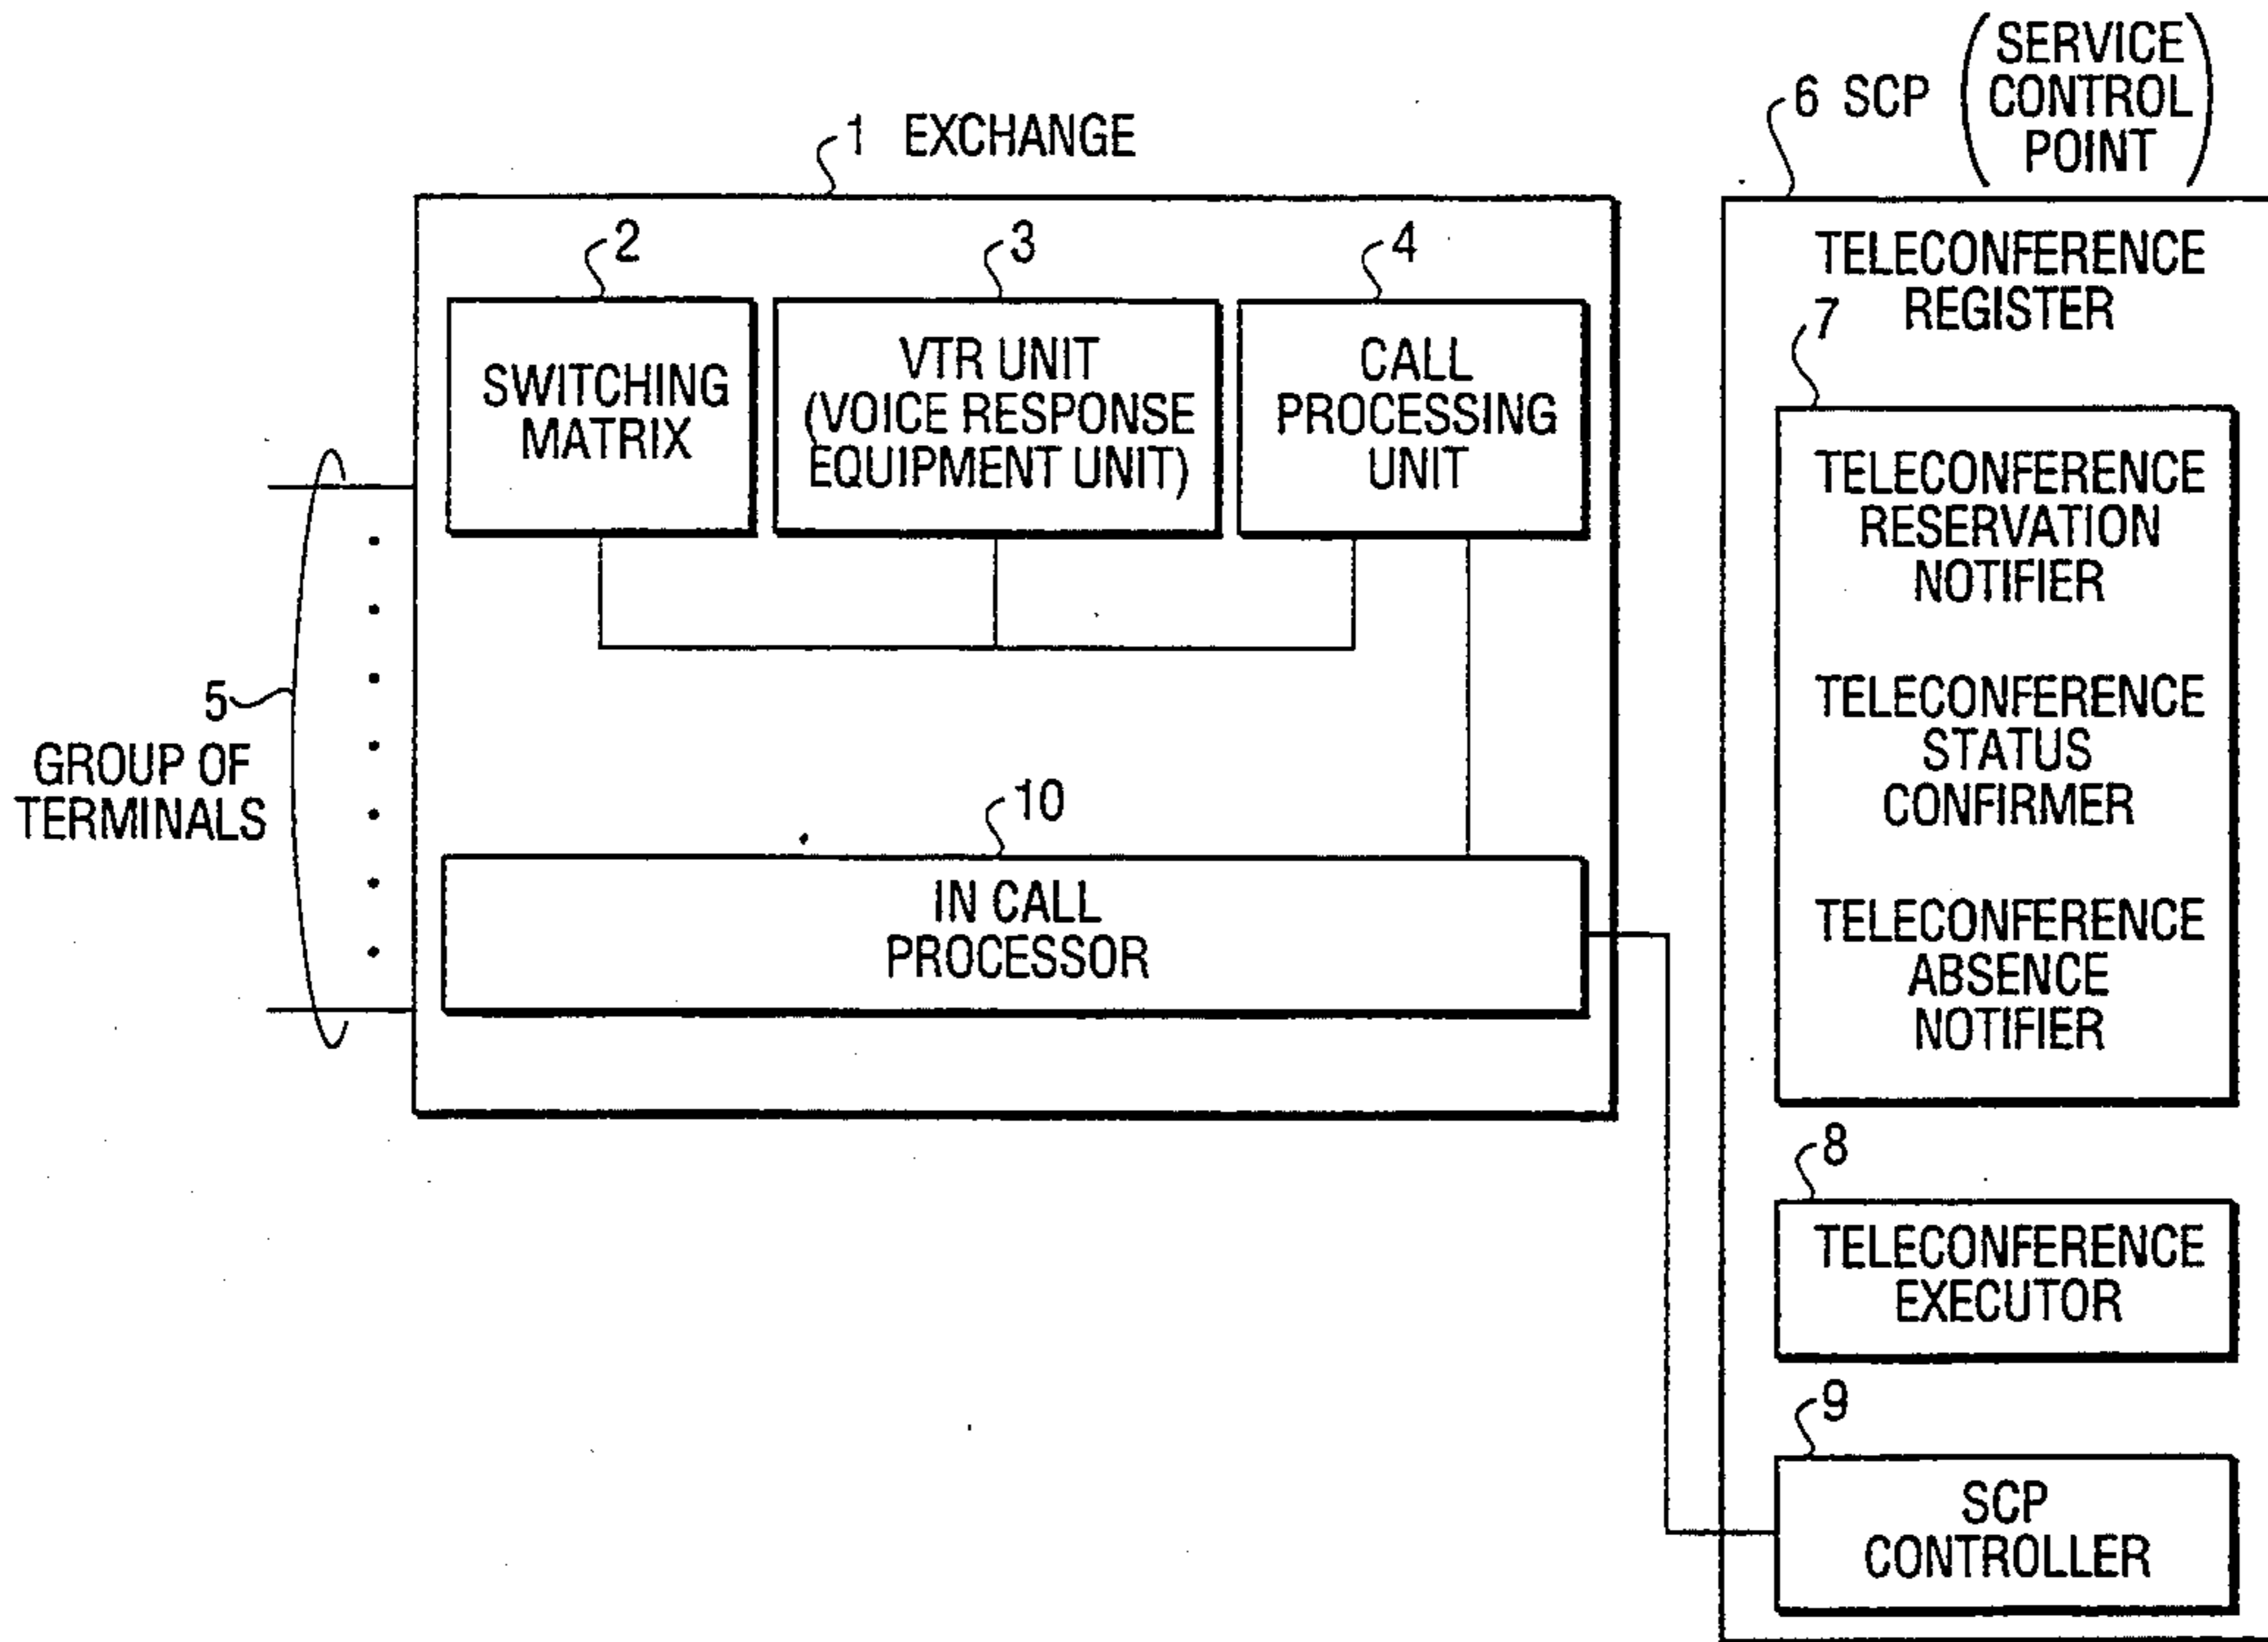 1 EXCHANGE
2
SWITCHING
MATRIX
3
VTR UNIT
(VOICE RESPONSE
EQUIPMENT UNIT)
4
CALL
PROCESSING
UNIT
5
GROUP OF
TERMINALS
10
IN CALL
PROCESSOR
6 SCP (SERVICE
CONTROL
POINT)
TELECONFERENCE
REGISTER
7
TELECONFERENCE
RESERVATION
NOTIFIER
TELECONFERENCE
STATUS
CONFIRMER
TELECONFERENCE
ABSENCE
NOTIFIER
8
TELECONFERENCE
EXECUTOR
9
SCP
CONTROLLER